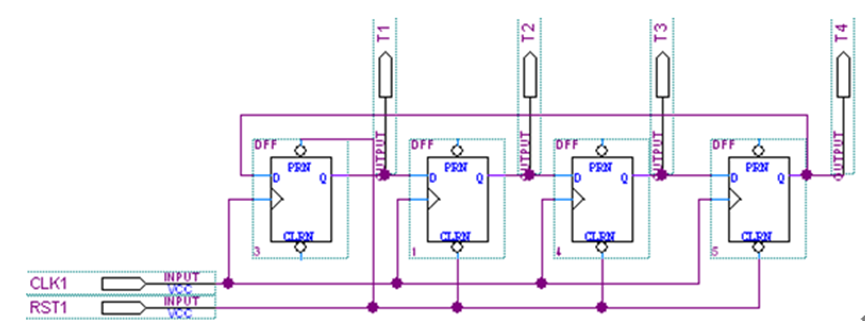 T1
T2
T3
T4
OUTPUT
OUTPUT
OUTPUT
OUTPUT
DFF
DFF
DFF
DFF
PRN
PRN
PRN
PRN
D Q
D Q
D Q
D Q
CLRN
CLRN
CLRN
CLRN
3
1
4
5
CLK1
INPUT
VCC
RST1
INPUT
VCC